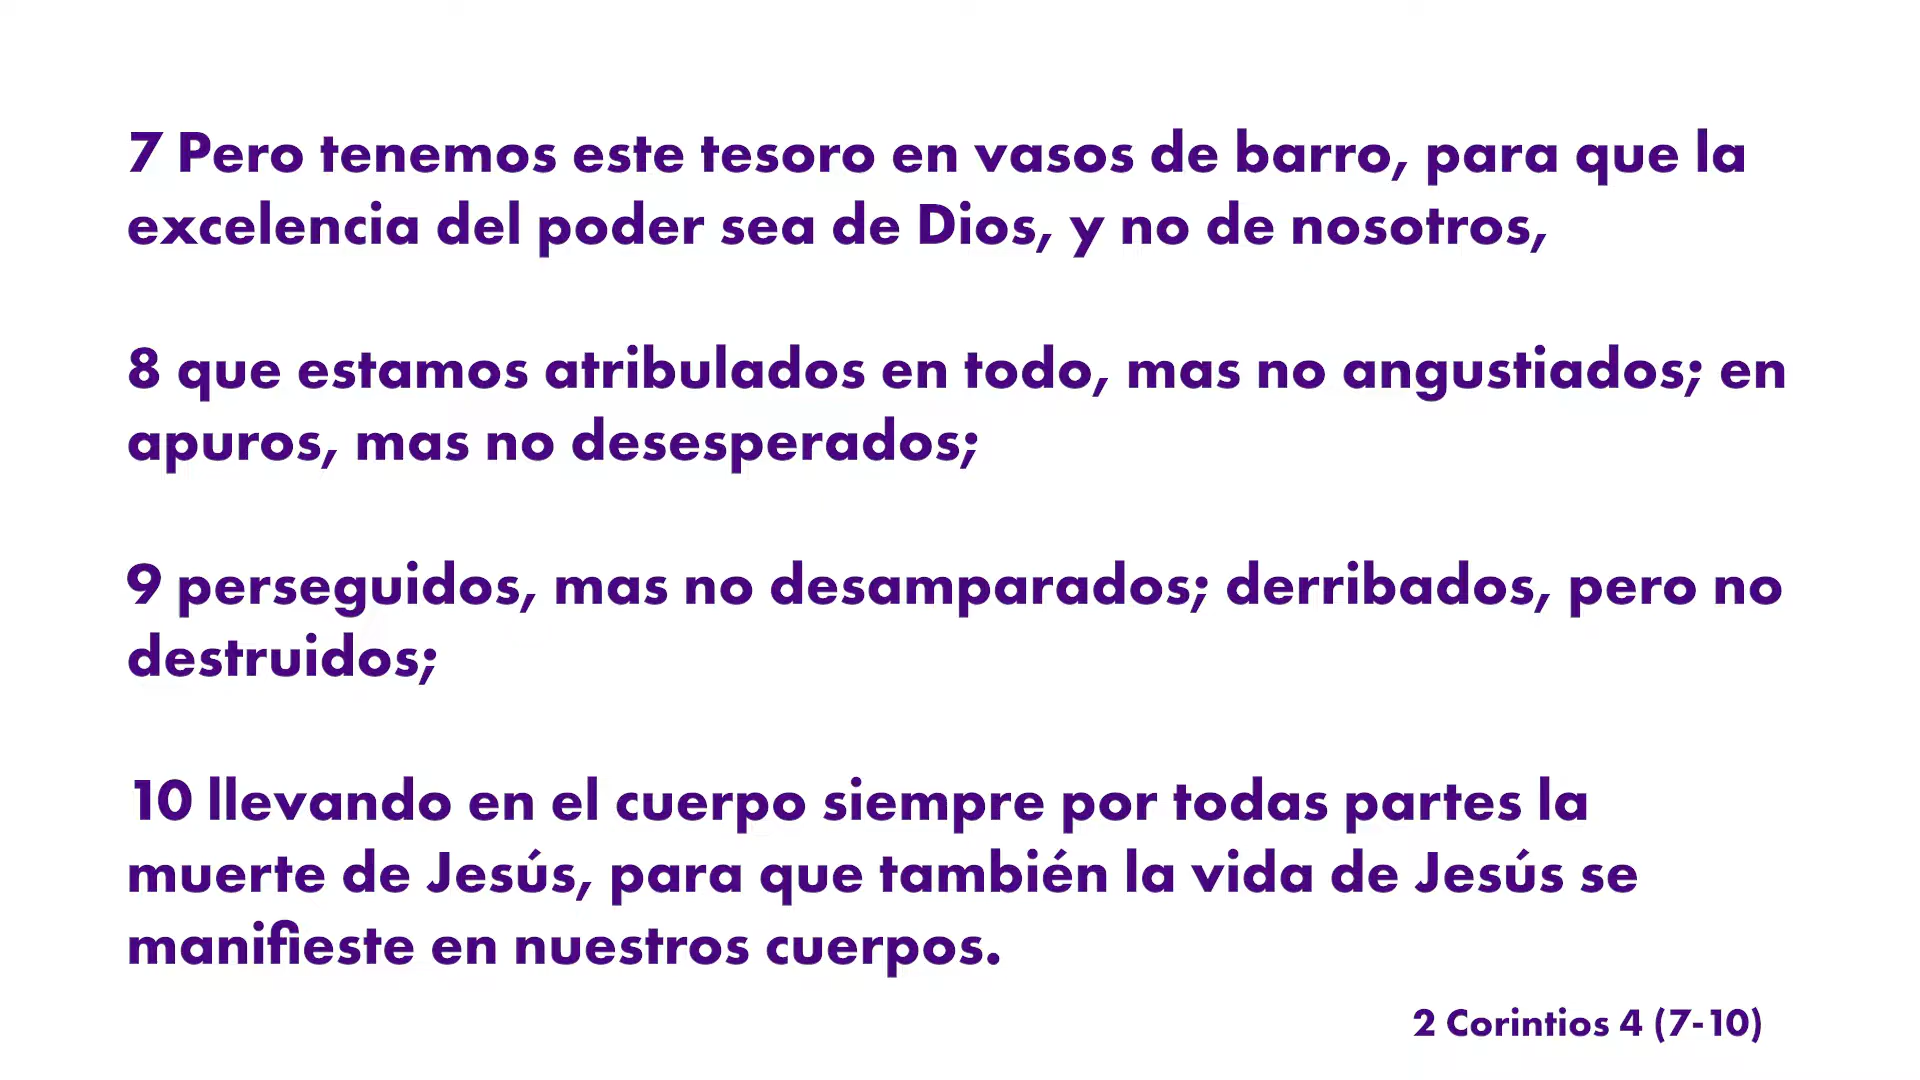 7 Pero tenemos este tesoro en vasos de barro, para que la
excelencia del poder sea de Dios, y no de nosotros,
8 que estamos atribulados en todo, mas no angustiados; en
apuros, mas no desesperados;
9 perseguidos, mas no desamparados; derribados, pero no
destruidos;
10 llevando en el cuerpo siempre por todas partes la
muerte de Jesús, para que también la vida de Jesús se
manifieste en nuestros cuerpos.
2 Corintios 4 (7-10)